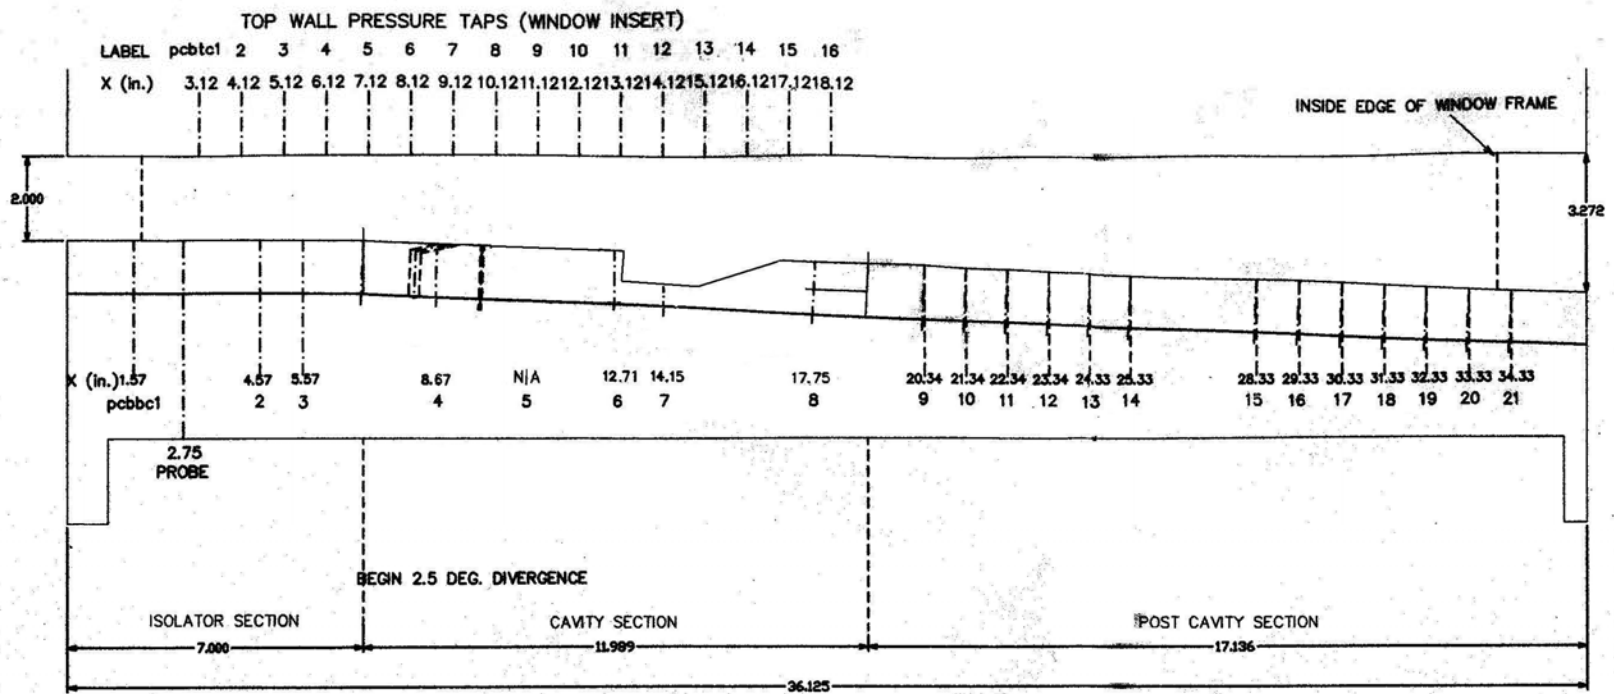 TOP WALL PRESSURE TAPS (WINDOW INSERT)
LABEL pcbtc1 2 3 4 5 6 7 8 9 10 11 12 13 14 15 16
X (in.) 3.12 4.12 5.12 6.12 7.12 8.12 9.12 10.12 11.12 12.12 13.12 14.12 15.12 16.12 17.12 18.12
INSIDE EDGE OF WINDOW FRAME
2.000
3.272
X (in.) 1.57 4.57 5.57 8.67 N|A 12.71 14.15 17.75 20.34 21.34 22.34 23.34 24.33 25.33 28.33 29.33 30.33 31.33 32.33 33.33 34.33
pcbbc1 2 3 4 5 6 7 8 9 10 11 12 13 14 15 16 17 18 19 20 21
2.75
PROBE
BEGIN 2.5 DEG. DIVERGENCE
ISOLATOR SECTION CAVITY SECTION POST CAVITY SECTION
7.000 11.989 17.136
36.125